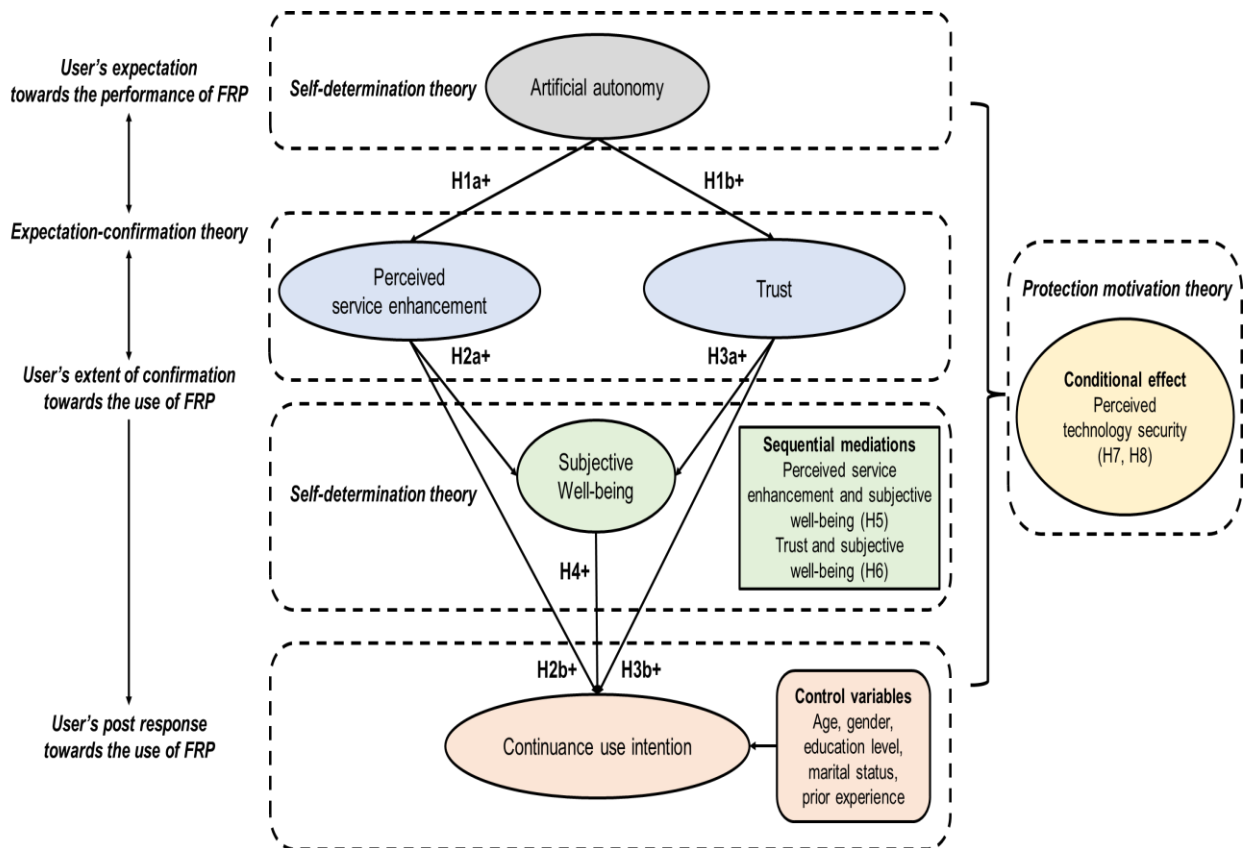 User's expectation
towards the performance of FRP
Self-determination theory
Artificial autonomy
H1a+
H1b+
Expectation-confirmation theory
Perceived
service enhancement
Trust
Protection motivation theory
Conditional effect
Perceived
technology security
(H7, H8)
H2a+
H3a+
User's extent of confirmation
towards the use of FRP
Self-determination theory
Subjective
Well-being
Sequential mediations
Perceived service
enhancement and subjective
well-being (H5)
Trust and subjective
well-being (H6)
H4+
H2b+
H3b+
User's post response
towards the use of FRP
Continuance use intention
Control variables
Age, gender,
education level,
marital status,
prior experience